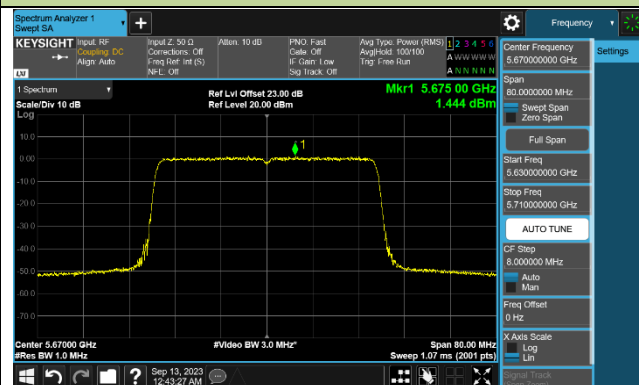 Spectrum Analyzer 1
Swept SA
Frequency
KEYSIGHT
Input: RF
Coupling: DC
Align: Auto
Input Z: 50 Ω
Corrections: Off
Freq Ref: Int (S)
NFE: Off
Atten: 10 dB
PNO: Fast
Gate: Off
IF Gain: Low
Sig Track: Off
Avg Type: Power (RMS)
Avg|Hold: 100/100
Trig: Free Run
1 2 3 4 5 6
A W W W W W
A N N N N N
LXI
Center Frequency
5.670000000 GHz
Settings
Span
80.0000000 MHz
Swept Span
Zero Span
Full Span
Start Freq
5.630000000 GHz
Stop Freq
5.710000000 GHz
AUTO TUNE
CF Step
8.000000 MHz
Auto
Man
Freq Offset
0 Hz
X Axis Scale
Log
Lin
Signal Track
1 Spectrum
Scale/Div 10 dB
Log
Ref Lvl Offset 23.00 dB
Ref Level 20.00 dBm
Mkr1 5.675 00 GHz
1.444 dBm
1
10.0
0.00
-10.0
-20.0
-30.0
-40.0
-50.0
-60.0
-70.0
Center 5.67000 GHz
#Res BW 1.0 MHz
#Video BW 3.0 MHz*
Span 80.00 MHz
Sweep 1.07 ms (2001 pts)
?
Sep 13, 2023
12:43:27 AM